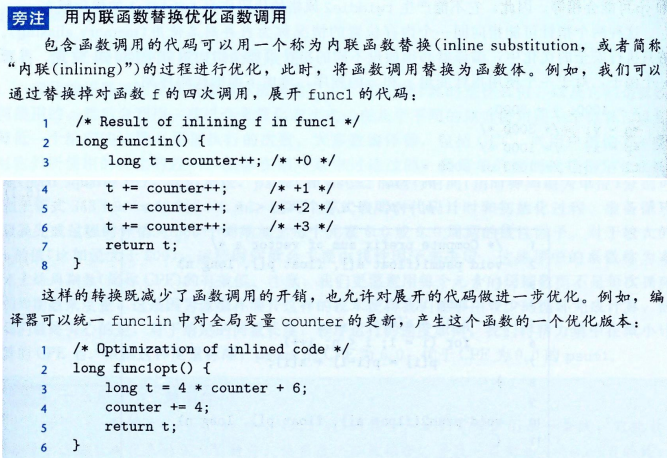 旁注 用内联函数替换优化函数调用
包含函数调用的代码可以用一个称为内联函数替换(inline substitution，或者简称
“内联(inlining)”)的过程进行优化，此时，将函数调用替换为函数体。例如，我们可以
通过替换掉对函数 f 的四次调用，展开 func1 的代码：
1 /* Result of inlining f in func1 */
2 long func1in() {
3 long t = counter++; /* +0 */
4 t += counter++; /* +1 */
5 t += counter++; /* +2 */
6 t += counter++; /* +3 */
7 return t;
8 }
这样的转换既减少了函数调用的开销，也允许对展开的代码做进一步优化。例如，编
译器可以统一 func1in 中对全局变量 counter 的更新，产生这个函数的一个优化版本：
1 /* Optimization of inlined code */
2 long func1opt() {
3 long t = 4 * counter + 6;
4 counter += 4;
5 return t;
6 }